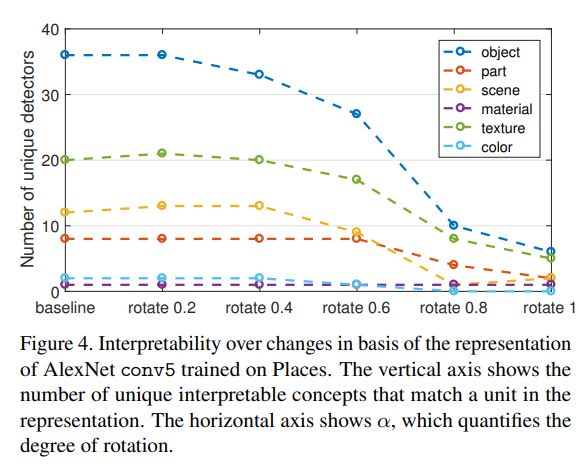 40
30
20
10
0
Number of unique detectors
object
part
scene
material
texture
color
baseline rotate 0.2 rotate 0.4 rotate 0.6 rotate 0.8 rotate 1
Figure 4. Interpretability over changes in basis of the representation
of AlexNet conv5 trained on Places. The vertical axis shows the
number of unique interpretable concepts that match a unit in the
representation. The horizontal axis shows α, which quantifies the
degree of rotation.